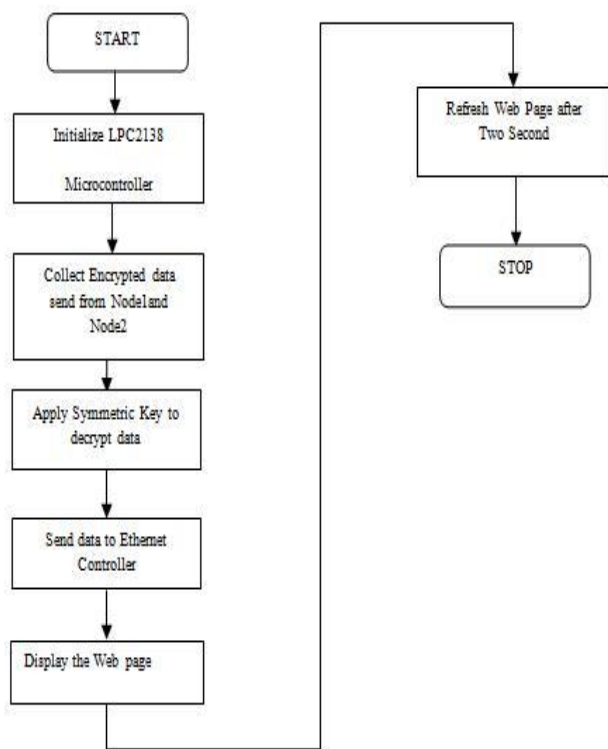 START
Initialize LPC2138
Microcontroller
Collect Encrypted data
send from Node1and
Node2
Apply Symmetric Key to
decrypt data
Send data to Ethernet
Controller
Display the Web page
Refresh Web Page after
Two Second
STOP